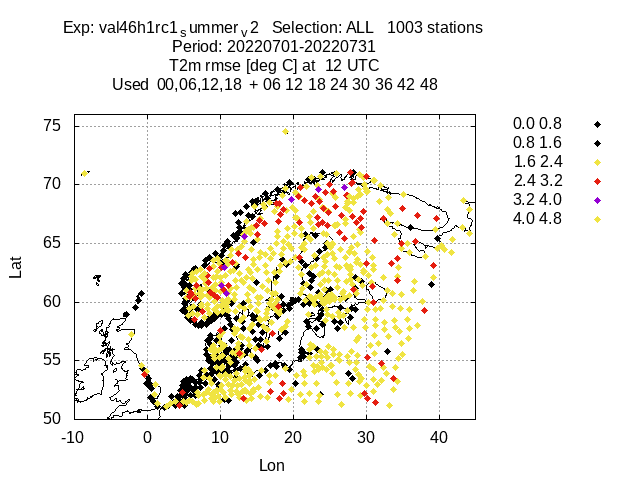 Exp: val46h1rc1summerv2 Selection: ALL 1003 stations
Period: 20220701-20220731
T2m rmse [deg C] at 12 UTC
Used 00,06,12,18 + 06 12 18 24 30 36 42 48
0.0 0.8
0.8 1.6
1.6 2.4
2.4 3.2
3.2 4.0
4.0 4.8
75
70
65
60
55
50
Lat
-10 0 10 20 30 40
Lon